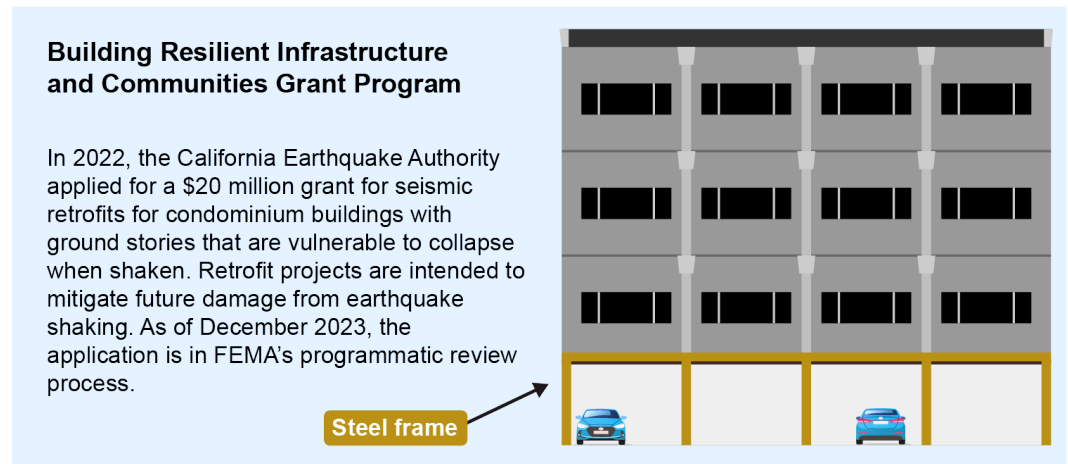 Building Resilient Infrastructure
and Communities Grant Program
In 2022, the California Earthquake Authority
applied for a $20 million grant for seismic
retrofits for condominium buildings with
ground stories that are vulnerable to collapse
when shaken. Retrofit projects are intended to
mitigate future damage from earthquake
shaking. As of December 2023, the
application is in FEMA’s programmatic review
process.
Steel frame